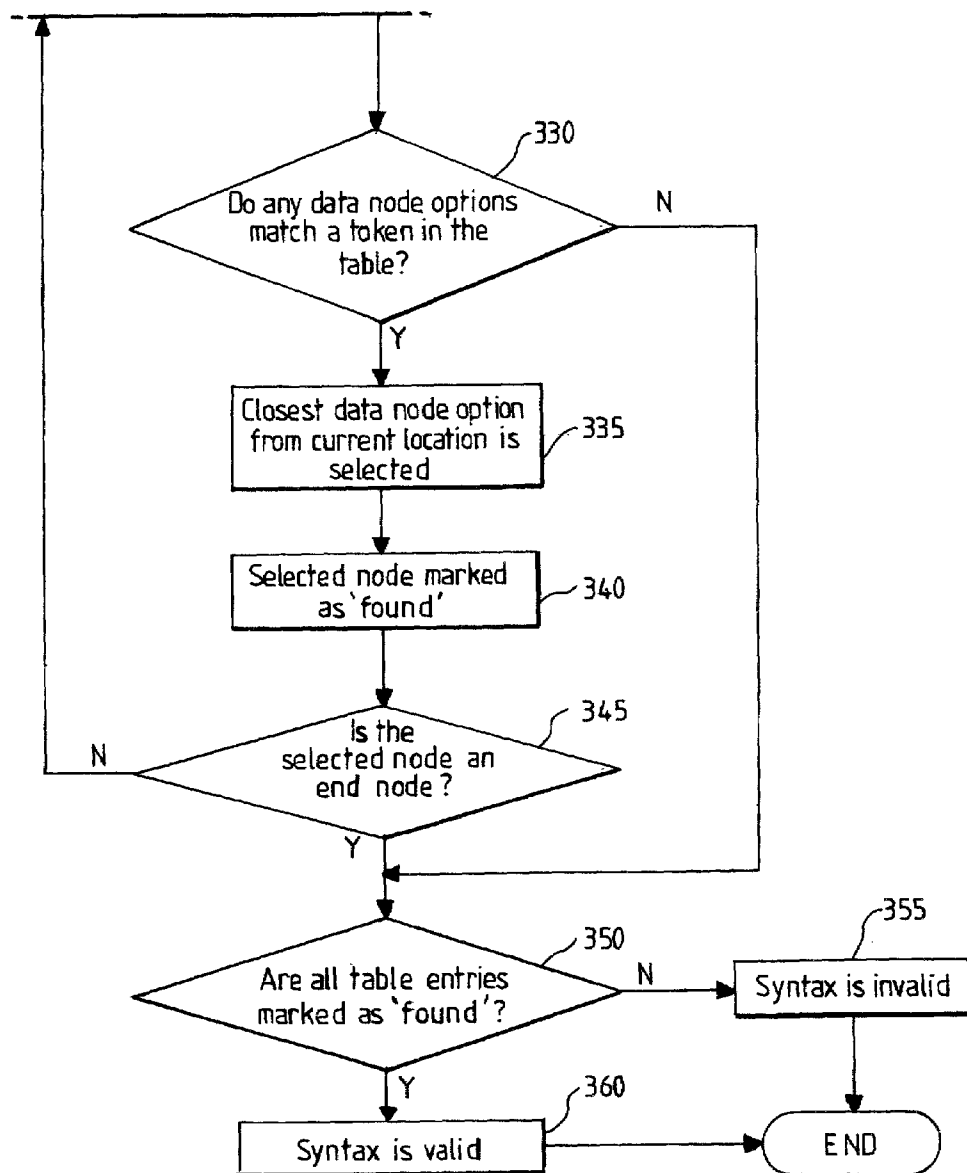 330
Do any data node options
match a token in the
table?
N
Y
Closest data node option
from current location is
selected
335
Selected node marked
as 'found'
340
345
Is the
selected node an
end node?
N
Y
350
Are all table entries
marked as 'found'?
N
355
Syntax is invalid
Y
360
Syntax is valid
END